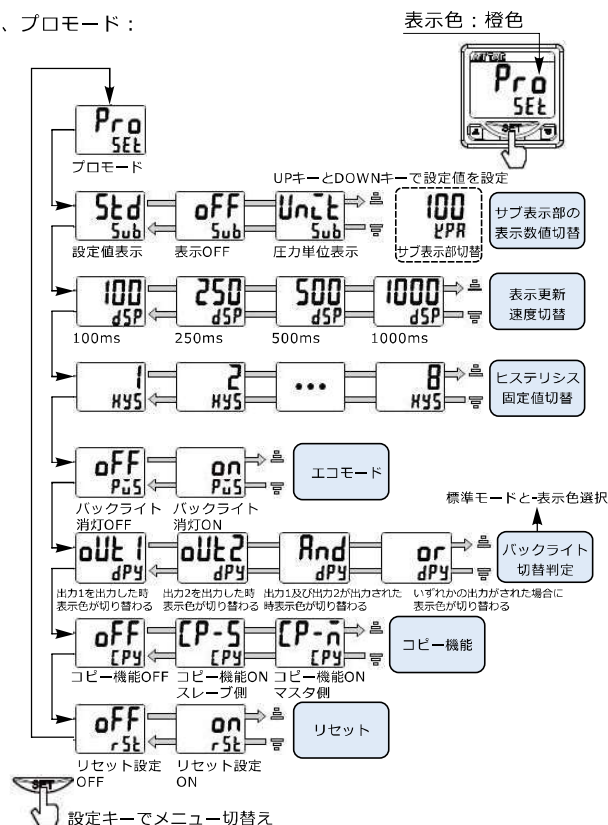 、プロモード：
表示色：橙色
Pro
SEt
SET
Pro
SEt
プロモード
UPキーとDOWNキーで設定値を設定
Std
Sub
設定値表示
oFF
Sub
表示OFF
Unit
Sub
圧力単位表示
100
kPA
サブ表示部切替
サブ表示部の
表示数値切替
100
dSP
100ms
250
dSP
250ms
500
dSP
500ms
1000
dSP
1000ms
表示更新
速度切替
1
HYS
2
HYS
•••
8
HYS
ヒステリシス
固定値切替
oFF
PwS
バックライト
消灯OFF
on
PwS
バックライト
消灯ON
エコモード
標準モードと-表示色選択
oUt1
dPY
出力1を出力した時
表示色が切り替わる
oUt2
dPY
出力2を出力した時
表示色が切り替わる
And
dPY
出力1及び出力2が出力された
時表示色が切り替わる
or
dPY
いずれかの出力がされた場合に
表示色が切り替わる
バックライト
切替判定
oFF
CPY
コピー機能OFF
CP-S
CPY
コピー機能ON
スレーブ側
CP-m
CPY
コピー機能ON
マスタ側
コピー機能
oFF
rSt
リセット設定
OFF
on
rSt
リセット設定
ON
リセット
SET
設定キーでメニュー切替え